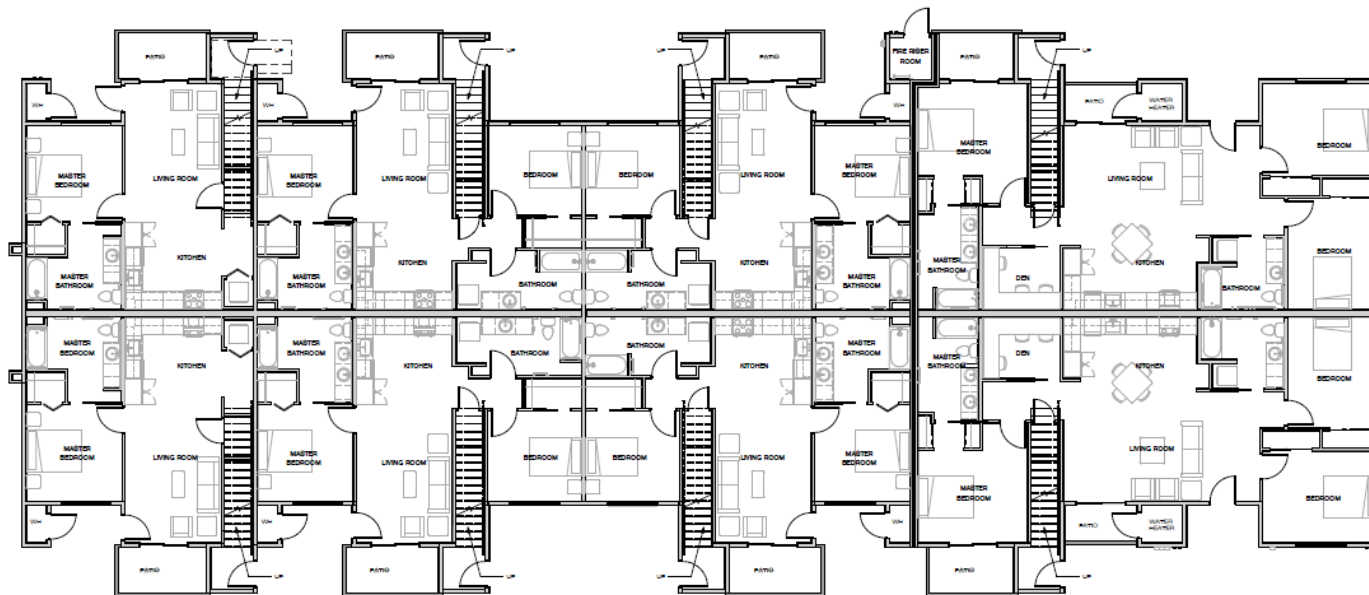 PATIO
UP
PATIO
UP
UP
PATIO
FIRE RISER
ROOM
PATIO
UP
WH
WH
WH
PATIO
WATER
HEATER
MASTER
BEDROOM
BEDROOM
MASTER
BEDROOM
LIVING ROOM
MASTER
BEDROOM
LIVING ROOM
BEDROOM
BEDROOM
LIVING ROOM
MASTER
BEDROOM
LIVING ROOM
BEDROOM
KITCHEN
KITCHEN
KITCHEN
MASTER
BATHROOM
KITCHEN
MASTER
BATHROOM
MASTER
BATHROOM
BATHROOM
BATHROOM
MASTER
BATHROOM
DEN
BATHROOM
MASTER
BEDROOM
KITCHEN
MASTER
BATHROOM
KITCHEN
BATHROOM
BATHROOM
KITCHEN
MASTER
BATHROOM
MASTER
BATHROOM
DEN
KITCHEN
BEDROOM
MASTER
BEDROOM
LIVING ROOM
MASTER
BEDROOM
LIVING ROOM
BEDROOM
BEDROOM
LIVING ROOM
MASTER
BEDROOM
LIVING ROOM
MASTER
BEDROOM
BEDROOM
WH
WH
WH
PATIO
WATER
HEATER
PATIO
UP
PATIO
UP
UP
PATIO
PATIO
UP